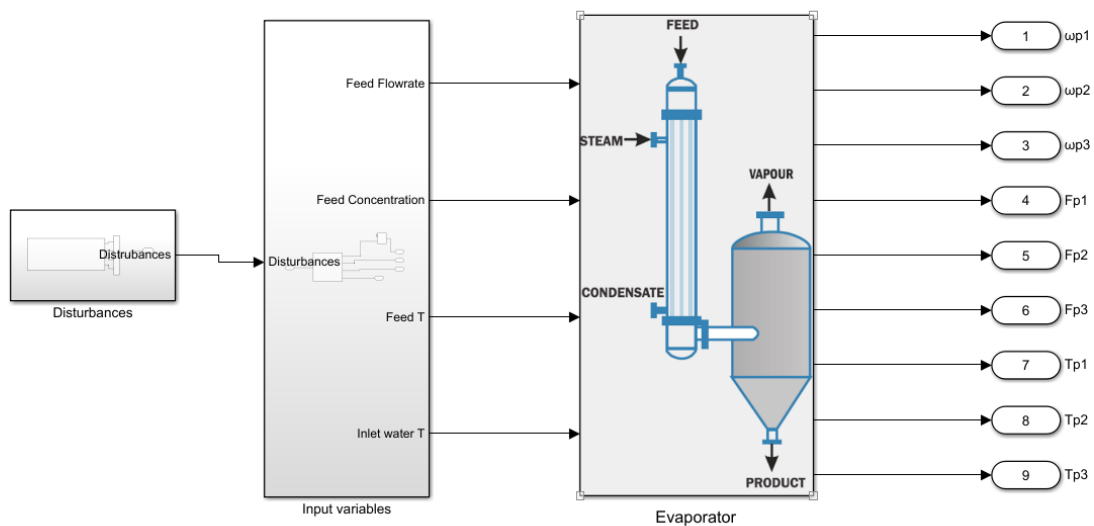 Distrubances
Disturbances
Feed Flowrate
Feed Concentration
Disturbances
Feed T
Inlet water T
Input variables
FEED
STEAM
VAPOUR
CONDENSATE
PRODUCT
Evaporator
1 ωp1
2 ωp2
3 ωp3
4 Fp1
5 Fp2
6 Fp3
7 Tp1
8 Tp2
9 Tp3